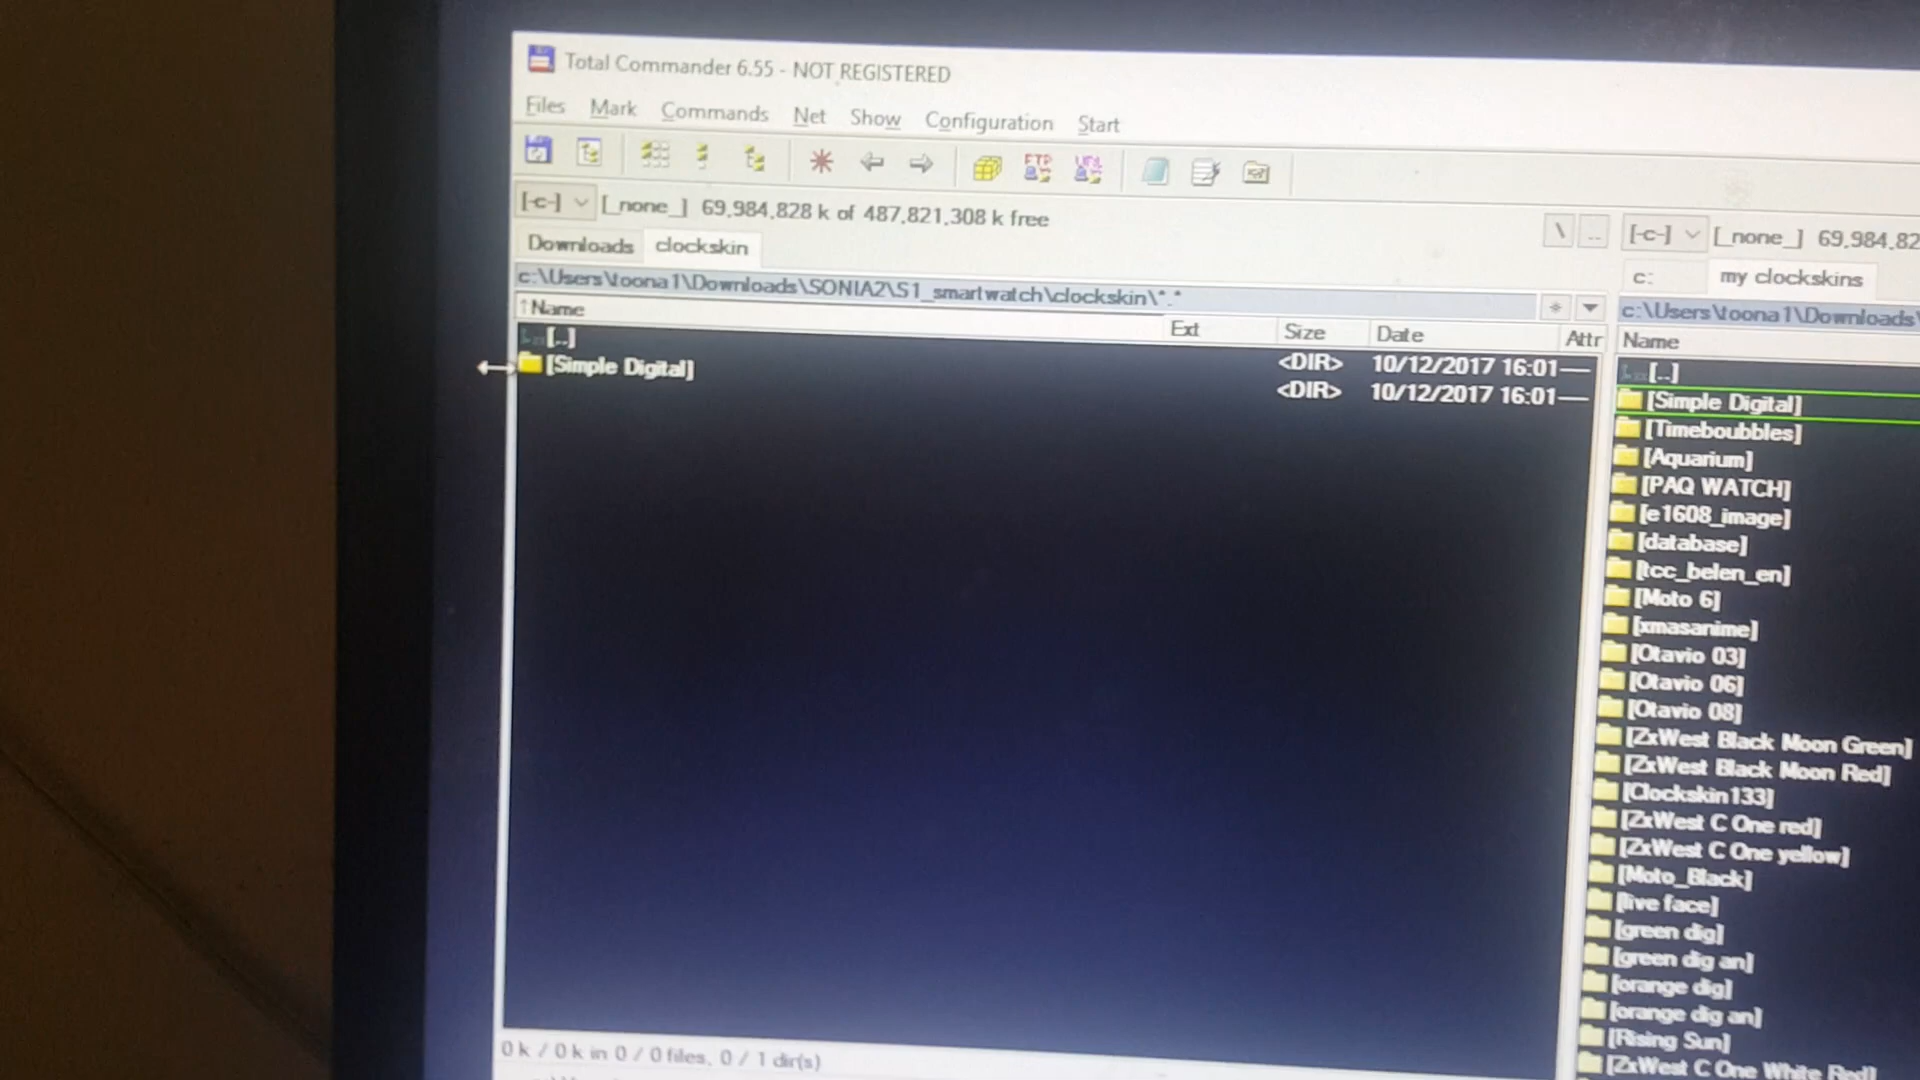 Total Commander 6.55 - NOT REGISTERED
Files Mark Commands Net Show Configuration Start
FTP URL
[-c-] [_none_] 69,984,828 k of 487,821,308 k free \ ..
Downloads clockskin
c:\Users\toona1\Downloads\SONIA2\S1_smartwatch\clockskin\*.* * 
↑Name Ext Size Date Attr
[..] <DIR> 10/12/2017 16:01—
[Simple Digital] <DIR> 10/12/2017 16:01—
0 k / 0 k in 0 / 0 files, 0 / 1 dir(s)
[-c-] [_none_] 69,984,82
c: my clockskins
c:\Users\toona1\Downloads\
Name
[..]
[Simple Digital]
[Timeboubbles]
[Aquarium]
[PAQ WATCH]
[e1608_image]
[database]
[tcc_belen_en]
[Moto 6]
[xmasanime]
[Otavio 03]
[Otavio 06]
[Otavio 08]
[ZxWest Black Moon Green]
[ZxWest Black Moon Red]
[Clockskin133]
[ZxWest C One red]
[ZxWest C One yellow]
[Moto_Black]
[live face]
[green dig]
[green dig an]
[orange dig]
[orange dig an]
[Rising Sun]
[ZxWest C One White Red]